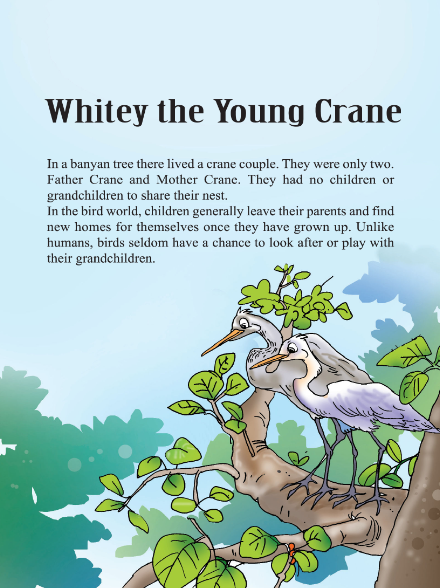 Whitey the Young Crane
In a banyan tree there lived a crane couple. They were only two.
Father Crane and Mother Crane. They had no children or
grandchildren to share their nest.
In the bird world, children generally leave their parents and find
new homes for themselves once they have grown up. Unlike
humans, birds seldom have a chance to look after or play with
their grandchildren.